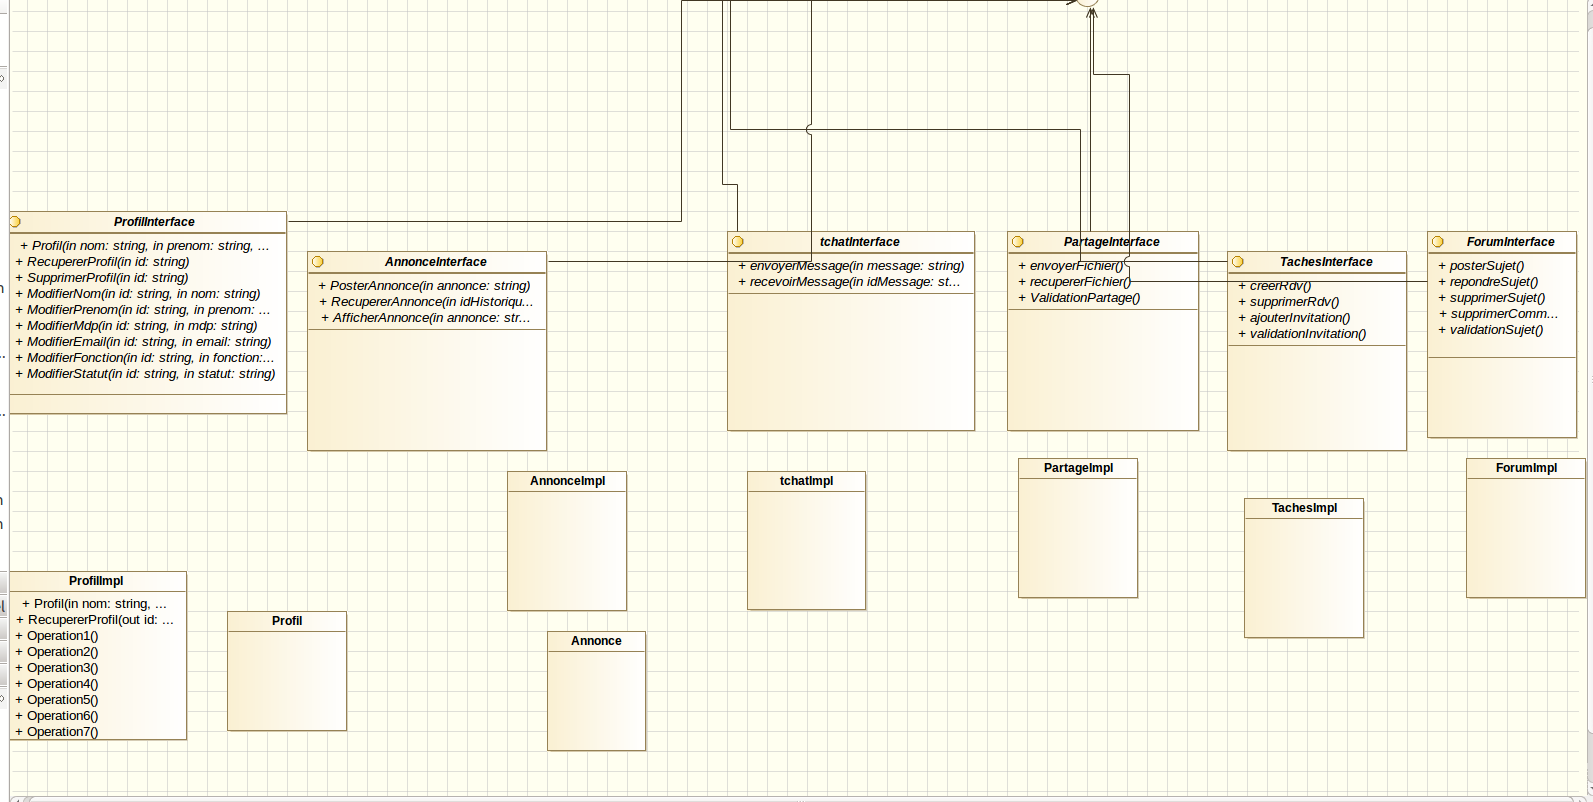 ProfilInterface
+ Profil(in nom: string, in prenom: string, ...
+ RecupererProfil(in id: string)
+ SupprimerProfil(in id: string)
+ ModifierNom(in id: string, in nom: string)
+ ModifierPrenom(in id: string, in prenom: ...
+ ModifierMdp(in id: string, in mdp: string)
+ ModifierEmail(in id: string, in email: string)
+ ModifierFonction(in id: string, in fonction:...
+ ModifierStatut(in id: string, in statut: string)
AnnonceInterface
+ PosterAnnonce(in annonce: string)
+ RecupererAnnonce(in idHistoriqu...
+ AfficherAnnonce(in annonce: str...
tchatInterface
+ envoyerMessage(in message: string)
+ recevoirMessage(in idMessage: st...
PartageInterface
+ envoyerFichier()
+ recupererFichier()
+ ValidationPartage()
TachesInterface
+ creerRdv()
+ supprimerRdv()
+ ajouterInvitation()
+ validationInvitation()
ForumInterface
+ posterSujet()
+ repondreSujet()
+ supprimerSujet()
+ supprimerComm...
+ validationSujet()
AnnonceImpl
tchatImpl
PartageImpl
TachesImpl
ForumImpl
ProfilImpl
+ Profil(in nom: string, ...
+ RecupererProfil(out id: ...
+ Operation1()
+ Operation2()
+ Operation3()
+ Operation4()
+ Operation5()
+ Operation6()
+ Operation7()
Profil
Annonce